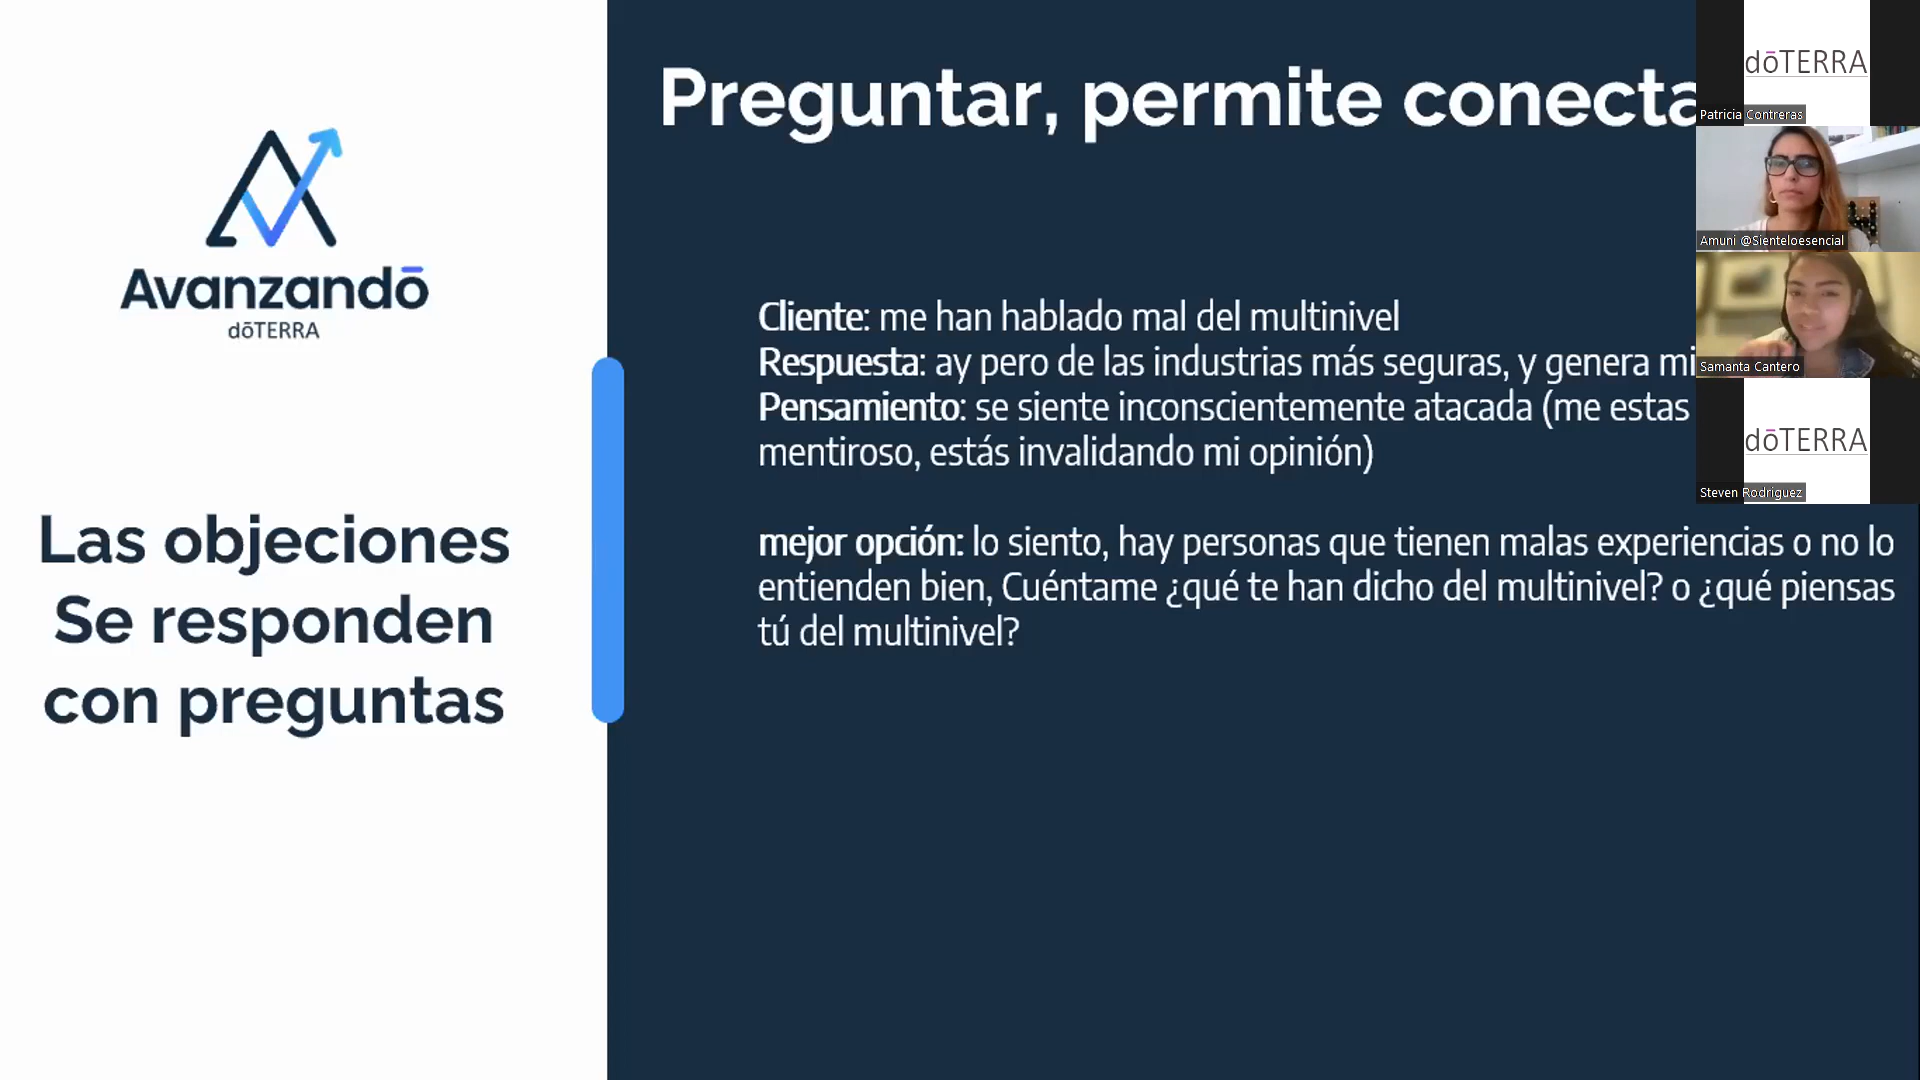 Avanzandō
dōTERRA
Las objeciones
Se responden
con preguntas
Preguntar, permite conecta
Cliente: me han hablado mal del multinivel
Respuesta: ay pero de las industrias más seguras, y genera mi
Pensamiento: se siente inconscientemente atacada (me estas
mentiroso, estás invalidando mi opinión)
mejor opción: lo siento, hay personas que tienen malas experiencias o no lo
entienden bien, Cuéntame ¿qué te han dicho del multinivel? o ¿qué piensas
tú del multinivel?
dōTERRA
Patricia Contreras
Amuni @Sienteloesencial
Samanta Cantero
dōTERRA
Steven Rodriguez